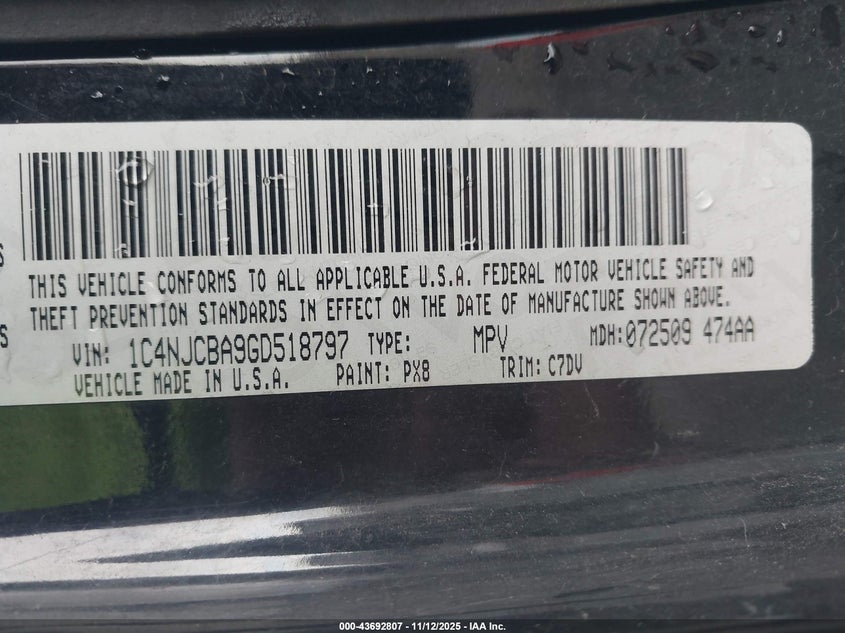 S
THIS VEHICLE CONFORMS TO ALL APPLICABLE U.S.A. FEDERAL MOTOR VEHICLE SAFETY AND
THEFT PREVENTION STANDARDS IN EFFECT ON THE DATE OF MANUFACTURE SHOWN ABOVE.
S
VIN: 1C4NJCBA9GD518797 TYPE: MPV MDH:072509 474AA
VEHICLE MADE IN U.S.A. PAINT: PX8 TRIM: C7DV
000-43692807 - 11/12/2025 - IAA Inc.